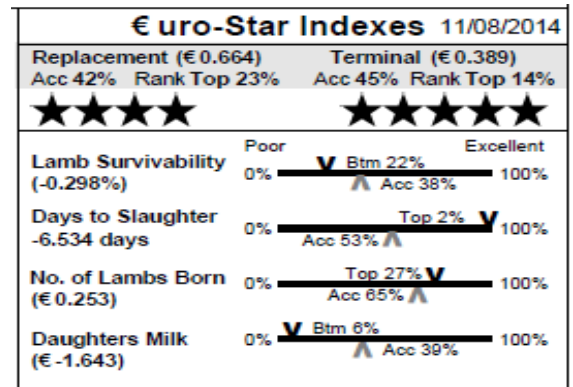 €uro-Star Indexes 11/08/2014
Replacement (€0.664) Terminal (€0.389)
Acc 42% Rank Top 23% Acc 45% Rank Top 14%
★★★★ ★★★★★
Poor Excellent
Lamb Survivability 0% Btm 22% 100%
(-0.298%) Acc 38%
Days to Slaughter 0% Top 2% 100%
-6.534 days Acc 53%
No. of Lambs Born 0% Top 27% 100%
(€0.253) Acc 65%
Daughters Milk 0% Btm 6% 100%
(€-1.643) Acc 39%